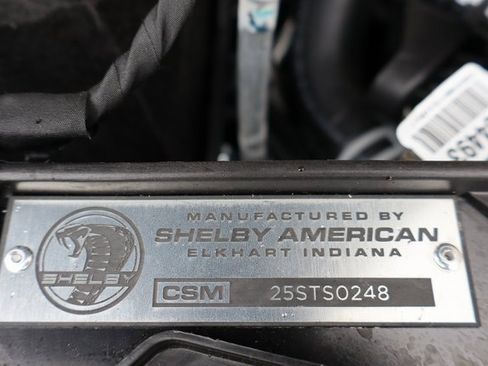 MANUFACTURED BY
SHELBY AMERICAN
ELKHART INDIANA
SHELBY
CSM 25STS0248